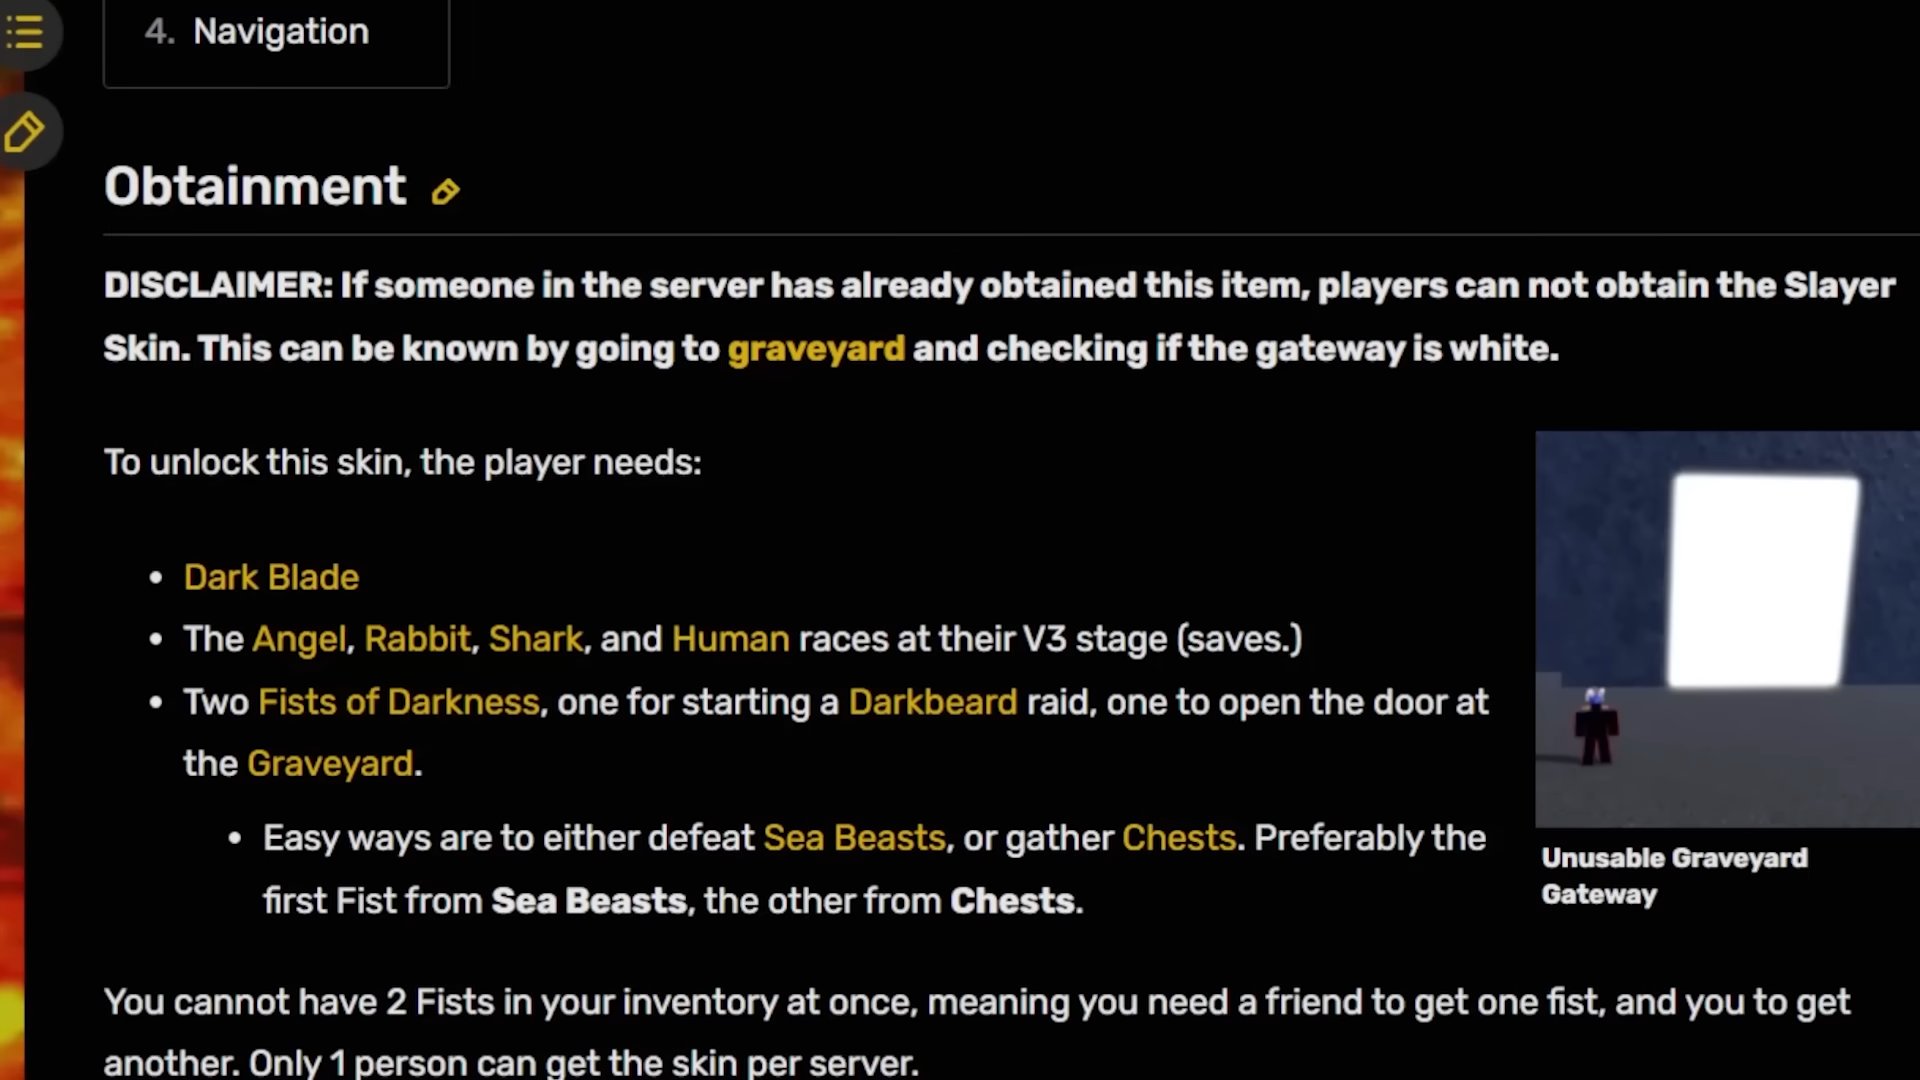 4. Navigation
Obtainment
DISCLAIMER: If someone in the server has already obtained this item, players can not obtain the Slayer
Skin. This can be known by going to graveyard and checking if the gateway is white.
To unlock this skin, the player needs:
• Dark Blade
• The Angel, Rabbit, Shark, and Human races at their V3 stage (saves.)
• Two Fists of Darkness, one for starting a Darkbeard raid, one to open the door at
the Graveyard.
• Easy ways are to either defeat Sea Beasts, or gather Chests. Preferably the
first Fist from Sea Beasts, the other from Chests.
Unusable Graveyard
Gateway
You cannot have 2 Fists in your inventory at once, meaning you need a friend to get one fist, and you to get
another. Only 1 person can get the skin per server.